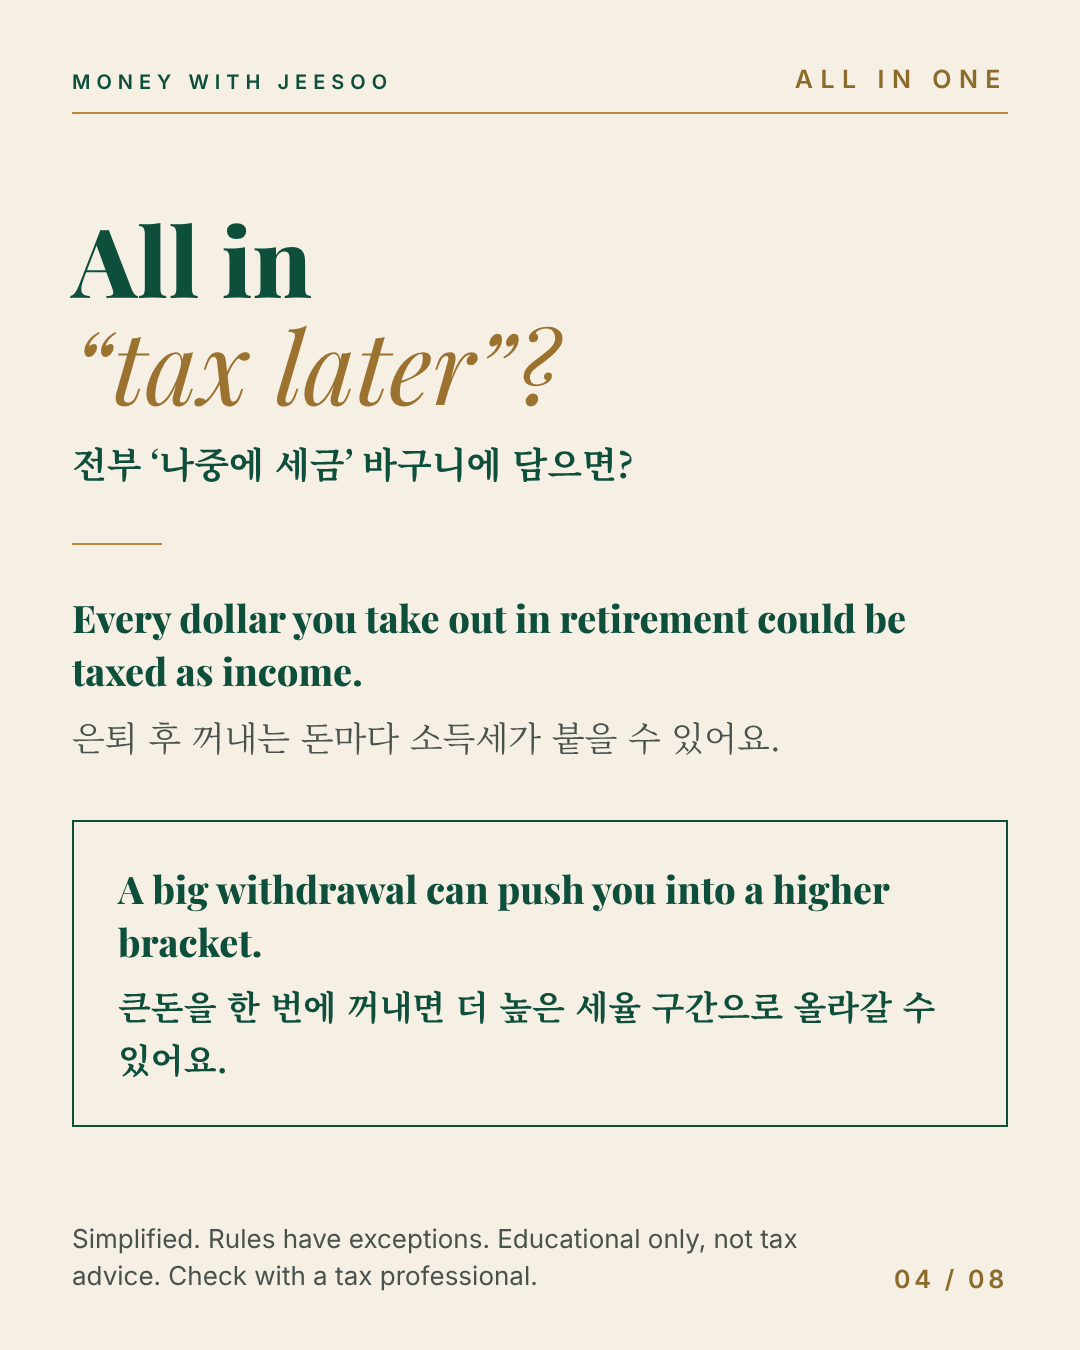 MONEY WITH JEESOO
ALL IN ONE
All in
“tax later”?
전부 ‘나중에 세금’ 바구니에 담으면?
Every dollar you take out in retirement could be
taxed as income.
은퇴 후 꺼내는 돈마다 소득세가 붙을 수 있어요.
A big withdrawal can push you into a higher
bracket.
큰돈을 한 번에 꺼내면 더 높은 세율 구간으로 올라갈 수
있어요.
Simplified. Rules have exceptions. Educational only, not tax
advice. Check with a tax professional.
04 / 08